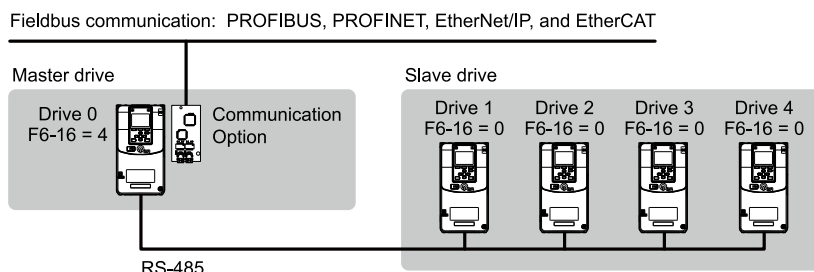 Fieldbus communication: PROFIBUS, PROFINET, EtherNet/IP, and EtherCAT
Master drive
Drive 0
F6-16 = 4
Communication
Option
Slave drive
Drive 1
F6-16 = 0
Drive 2
F6-16 = 0
Drive 3
F6-16 = 0
Drive 4
F6-16 = 0
RS-485